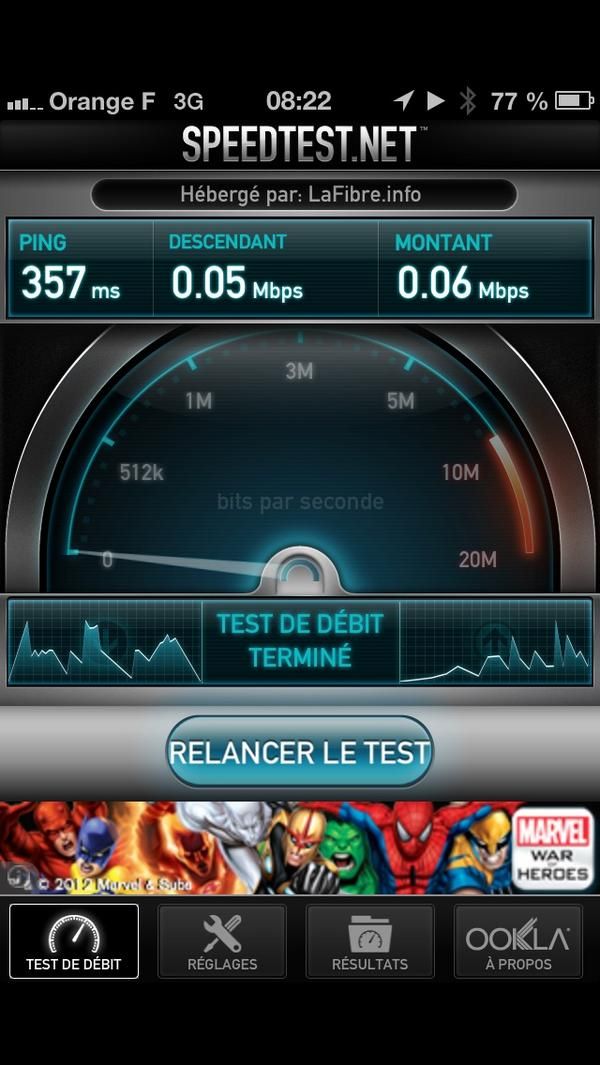 Orange F 3G 08:22 77 %
SPEEDTEST.NET™
Hébergé par: LaFibre.info
PING DESCENDANT MONTANT
357 ms 0.05 Mbps 0.06 Mbps
3M
1M 5M
512k 10M
bits par seconde
0 20M
TEST DE DÉBIT
TERMINÉ
RELANCER LE TEST
MARVEL
WAR
OF
HEROES
© 2012 Marvel & Subs
TEST DE DÉBIT RÉGLAGES RÉSULTATS OOKLA À PROPOS